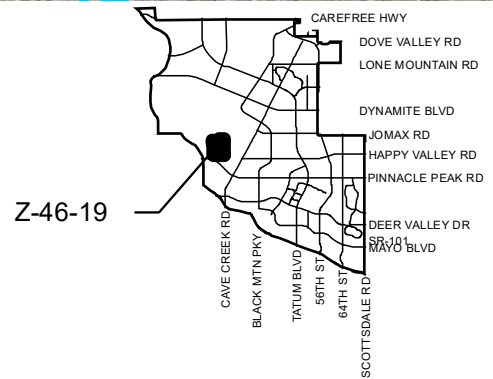 CAREFREE HWY
DOVE VALLEY RD
LONE MOUNTAIN RD
DYNAMITE BLVD
JOMAX RD
HAPPY VALLEY RD
PINNACLE PEAK RD
Z-46-19
DEER VALLEY DR
SR-101
MAYO BLVD
CAVE CREEK RD
BLACK MTN PKY
TATUM BLVD
56TH ST
64TH ST
SCOTTSDALE RD